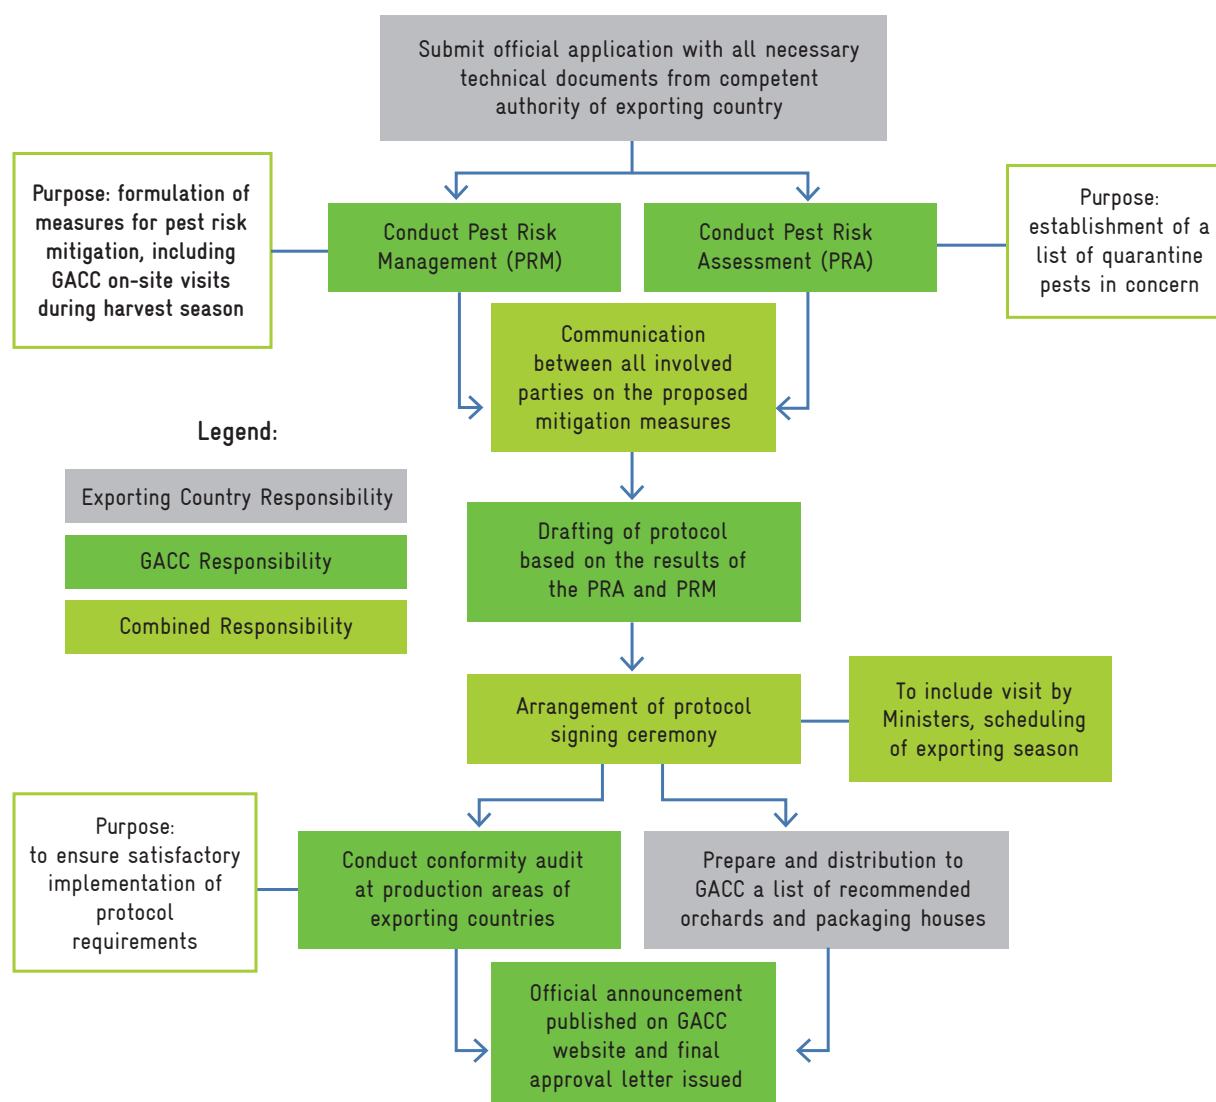 Submit official application with all necessary
technical documents from competent
authority of exporting country
Purpose: formulation of
measures for pest risk
mitigation, including
GACC on-site visits
during harvest season
Conduct Pest Risk
Management (PRM)
Conduct Pest Risk
Assessment (PRA)
Purpose:
establishment of a
list of quarantine
pests in concern
Communication
between all involved
parties on the proposed
mitigation measures
Legend:
Exporting Country Responsibility
GACC Responsibility
Combined Responsibility
Drafting of protocol
based on the results of
the PRA and PRM
Arrangement of protocol
signing ceremony
To include visit by
Ministers, scheduling
of exporting season
Purpose:
to ensure satisfactory
implementation of
protocol
requirements
Conduct conformity audit
at production areas of
exporting countries
Prepare and distribution to
GACC a list of recommended
orchards and packaging houses
Official announcement
published on GACC
website and final
approval letter issued